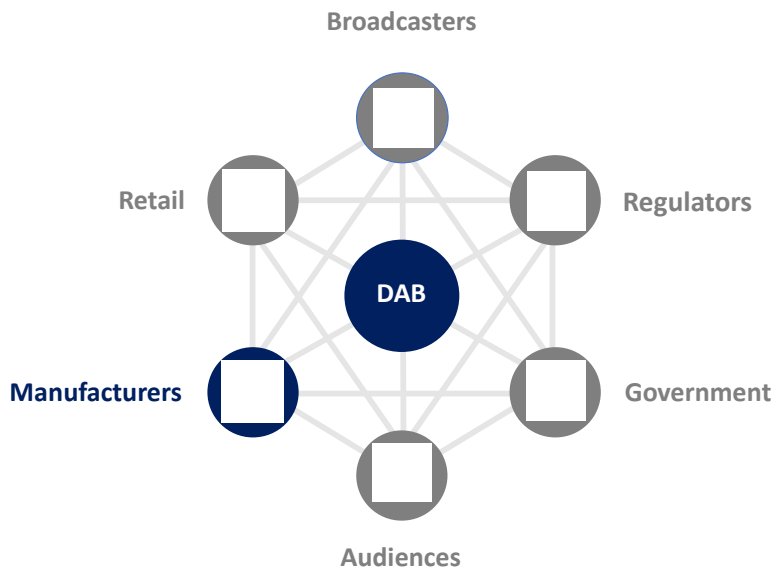 Broadcasters
Retail
Regulators
DAB
Manufacturers
Government
Audiences